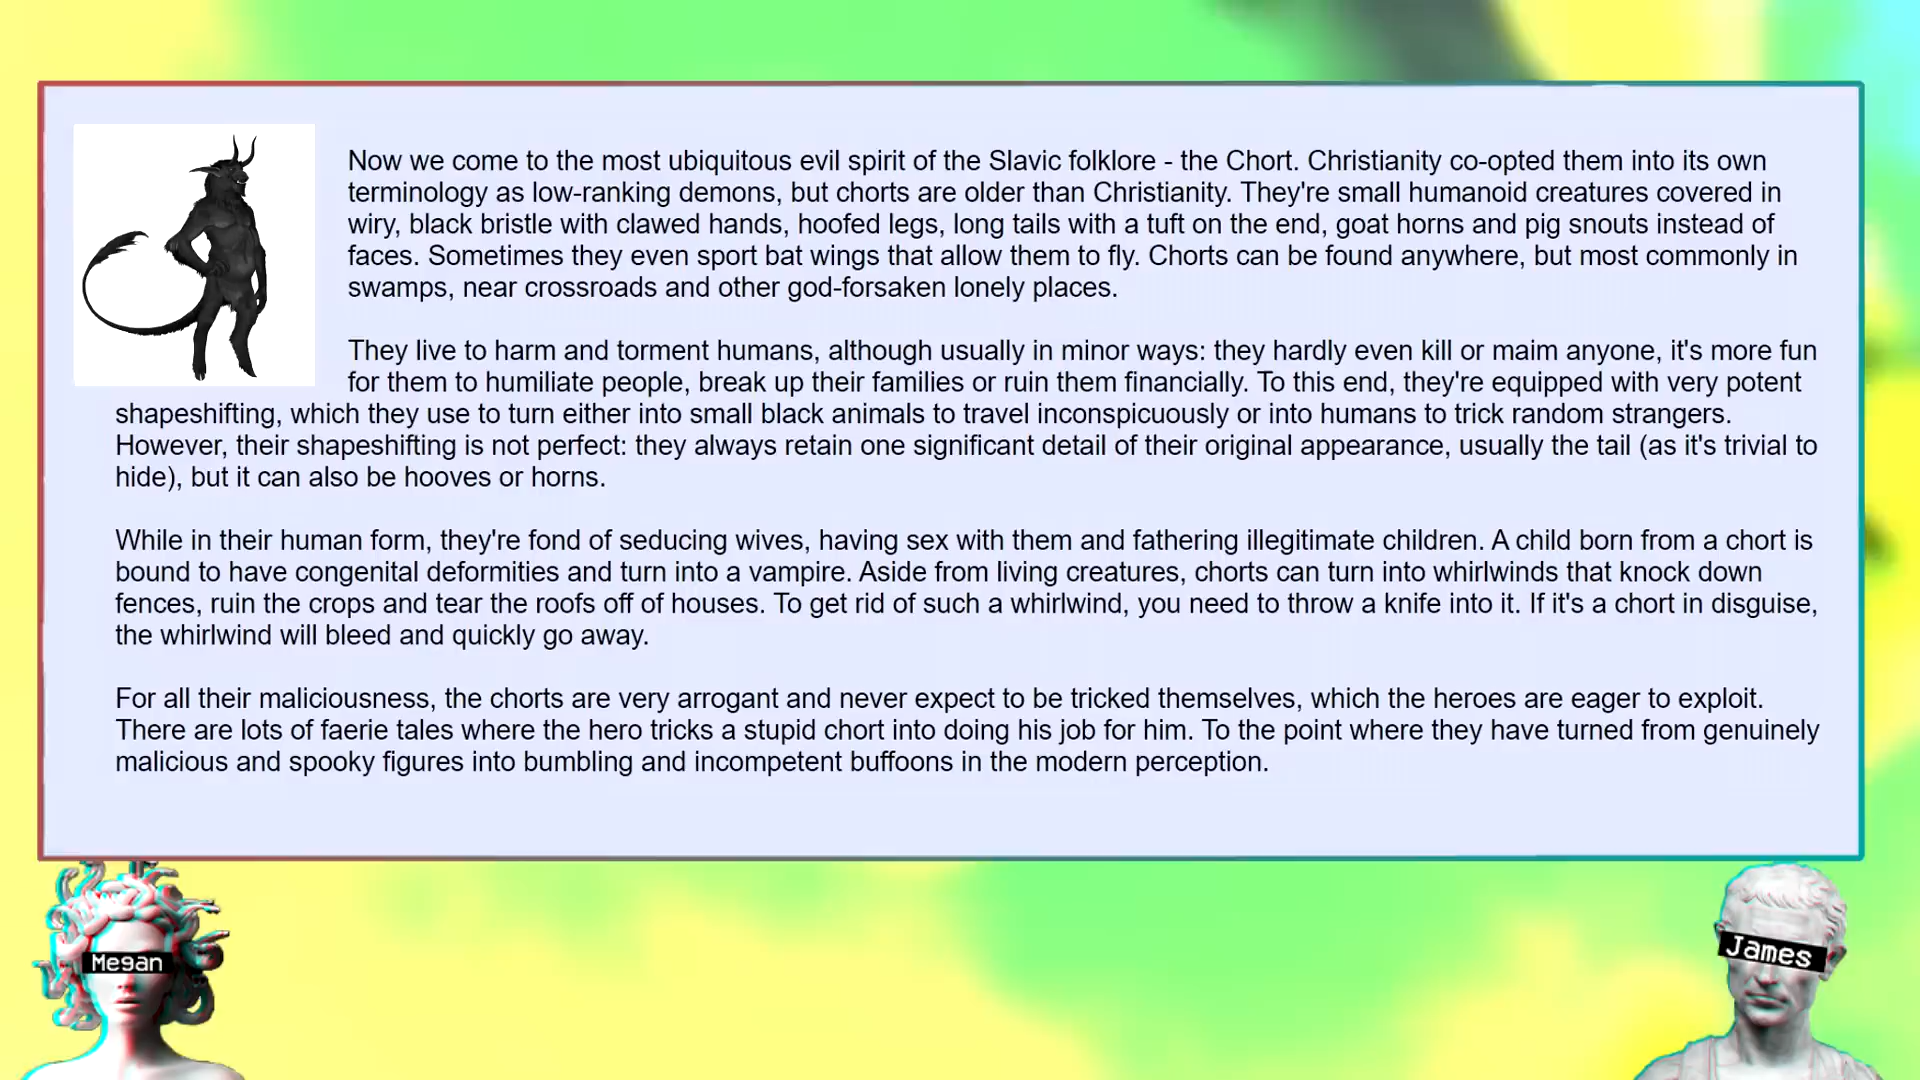 Now we come to the most ubiquitous evil spirit of the Slavic folklore - the Chort. Christianity co-opted them into its own
terminology as low-ranking demons, but chorts are older than Christianity. They're small humanoid creatures covered in
wiry, black bristle with clawed hands, hoofed legs, long tails with a tuft on the end, goat horns and pig snouts instead of
faces. Sometimes they even sport bat wings that allow them to fly. Chorts can be found anywhere, but most commonly in
swamps, near crossroads and other god-forsaken lonely places.
They live to harm and torment humans, although usually in minor ways: they hardly even kill or maim anyone, it's more fun
for them to humiliate people, break up their families or ruin them financially. To this end, they're equipped with very potent
shapeshifting, which they use to turn either into small black animals to travel inconspicuously or into humans to trick random strangers.
However, their shapeshifting is not perfect: they always retain one significant detail of their original appearance, usually the tail (as it's trivial to
hide), but it can also be hooves or horns.
While in their human form, they're fond of seducing wives, having sex with them and fathering illegitimate children. A child born from a chort is
bound to have congenital deformities and turn into a vampire. Aside from living creatures, chorts can turn into whirlwinds that knock down
fences, ruin the crops and tear the roofs off of houses. To get rid of such a whirlwind, you need to throw a knife into it. If it's a chort in disguise,
the whirlwind will bleed and quickly go away.
For all their maliciousness, the chorts are very arrogant and never expect to be tricked themselves, which the heroes are eager to exploit.
There are lots of faerie tales where the hero tricks a stupid chort into doing his job for him. To the point where they have turned from genuinely
malicious and spooky figures into bumbling and incompetent buffoons in the modern perception.
Megan
James